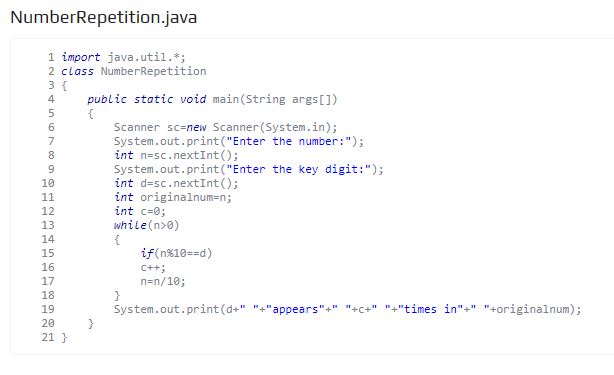 NumberRepetition.java
1 import java.util.*;
2 class NumberRepetition
3 {
4     public static void main(String args[])
5     {
6         Scanner sc=new Scanner(System.in);
7         System.out.print("Enter the number:");
8         int n=sc.nextInt();
9         System.out.print("Enter the key digit:");
10         int d=sc.nextInt();
11         int originalnum=n;
12         int c=0;
13         while(n>0)
14         {
15             if(n%10==d)
16             c++;
17             n=n/10;
18         }
19         System.out.print(d+" "+"appears"+" "+c+" "+"times in"+" "+originalnum);
20     }
21 }